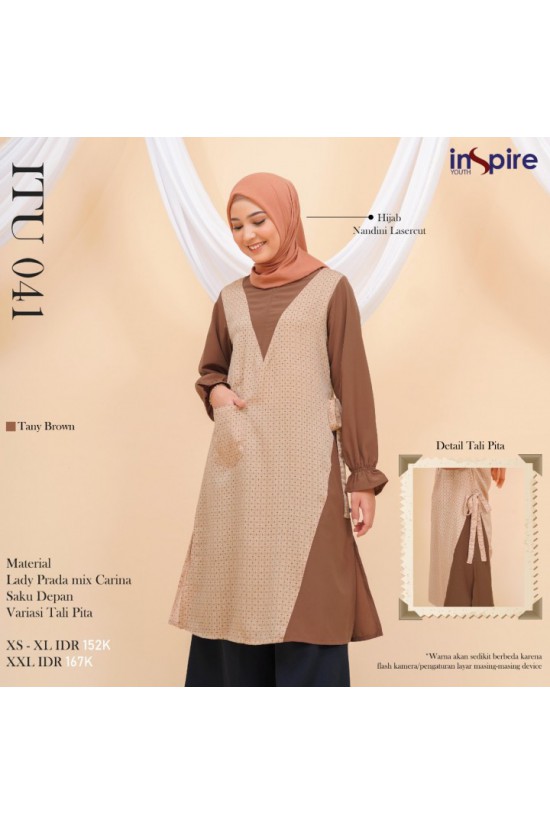 ITU 041
inSpire
YOUTH
Hijab
Nandini Lasercut
Tany Brown
Detail Tali Pita
Material
Lady Prada mix Carina
Saku Depan
Variasi Tali Pita
XS - XL IDR 152K
XXL IDR 167K
*Warna akan sedikit berbeda karena
flash kamera/pengaturan layar masing-masing device